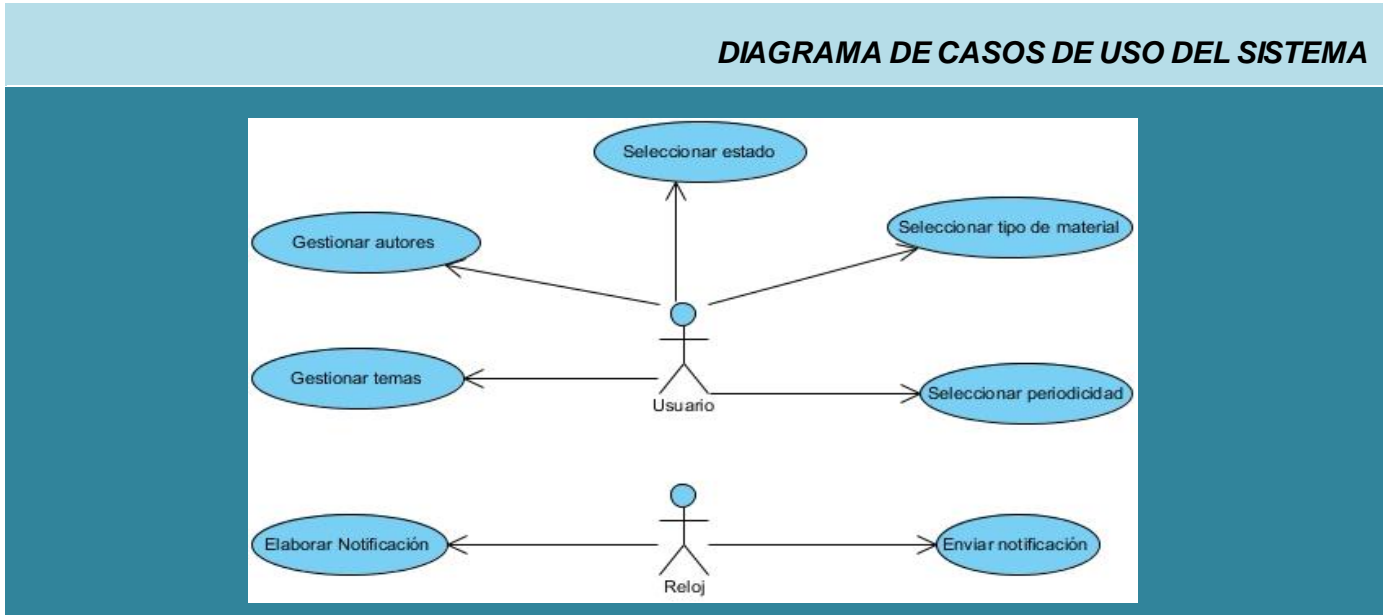 DIAGRAMA DE CASOS DE USO DEL SISTEMA
Seleccionar estado
Gestionar autores
Seleccionar tipo de material
Gestionar temas
Seleccionar periodicidad
Usuario
Elaborar Notificación
Enviar notificación
Reloj